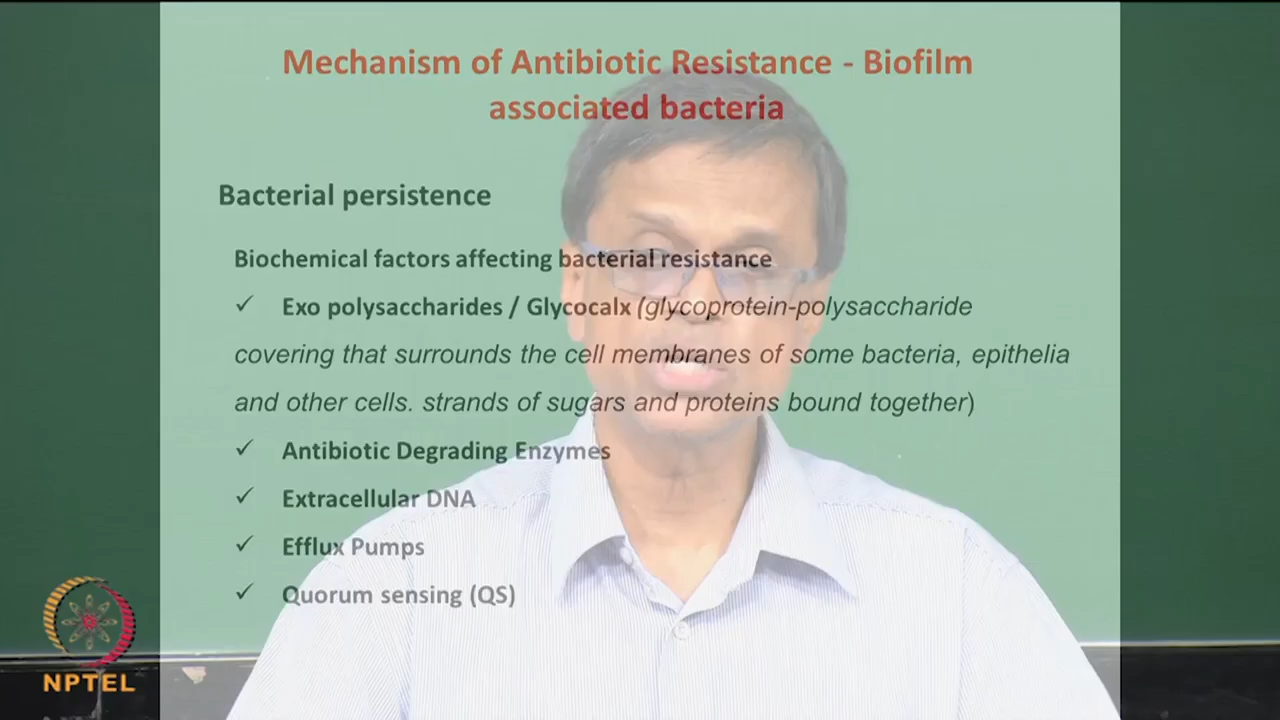 Mechanism of Antibiotic Resistance - Biofilm
associated bacteria
Bacterial persistence
Biochemical factors affecting bacterial resistance
✓ Exo polysaccharides / Glycocalx (glycoprotein-polysaccharide
covering that surrounds the cell membranes of some bacteria, epithelia
and other cells. strands of sugars and proteins bound together)
✓ Antibiotic Degrading Enzymes
✓ Extracellular DNA
✓ Efflux Pumps
✓ Quorum sensing (QS)
NPTEL